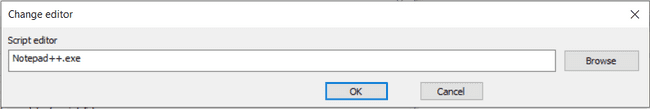 Change editor
Script editor
Notepad++.exe
Browse
OK
Cancel